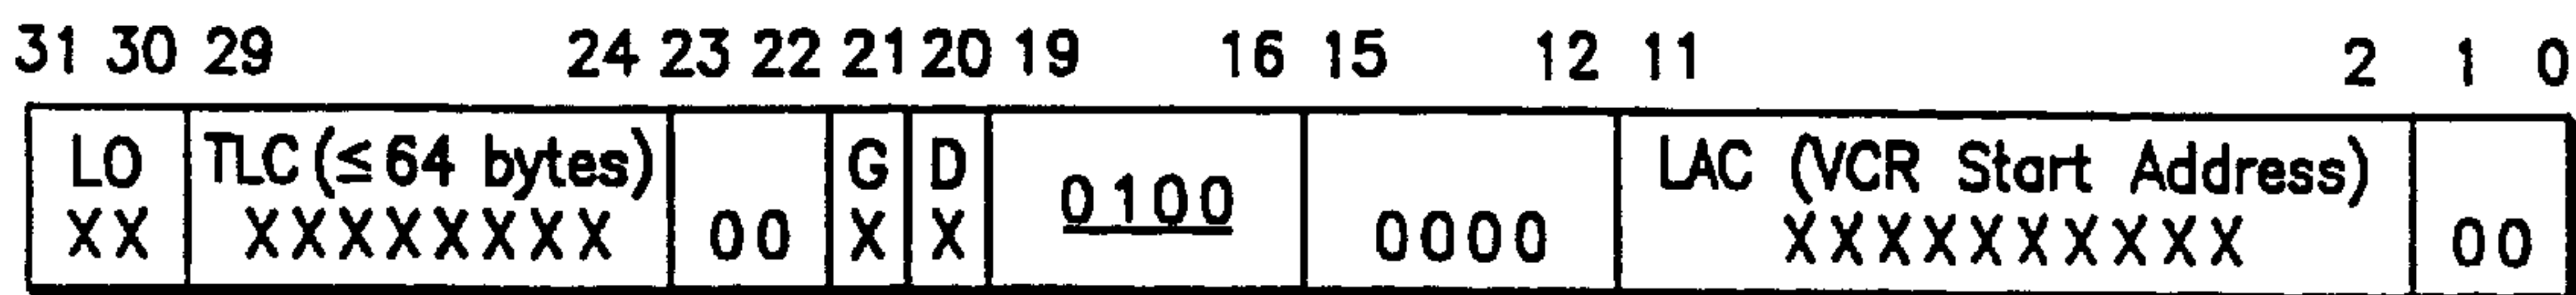 31 30 29 24 23 22 21 20 19 16 15 12 11 2 1 0
LO TLC (≤64 bytes) G D LAC (VCR Start Address)
XX XXXXXXXX 00 X X 0100 0000 XXXXXXXXXX 00